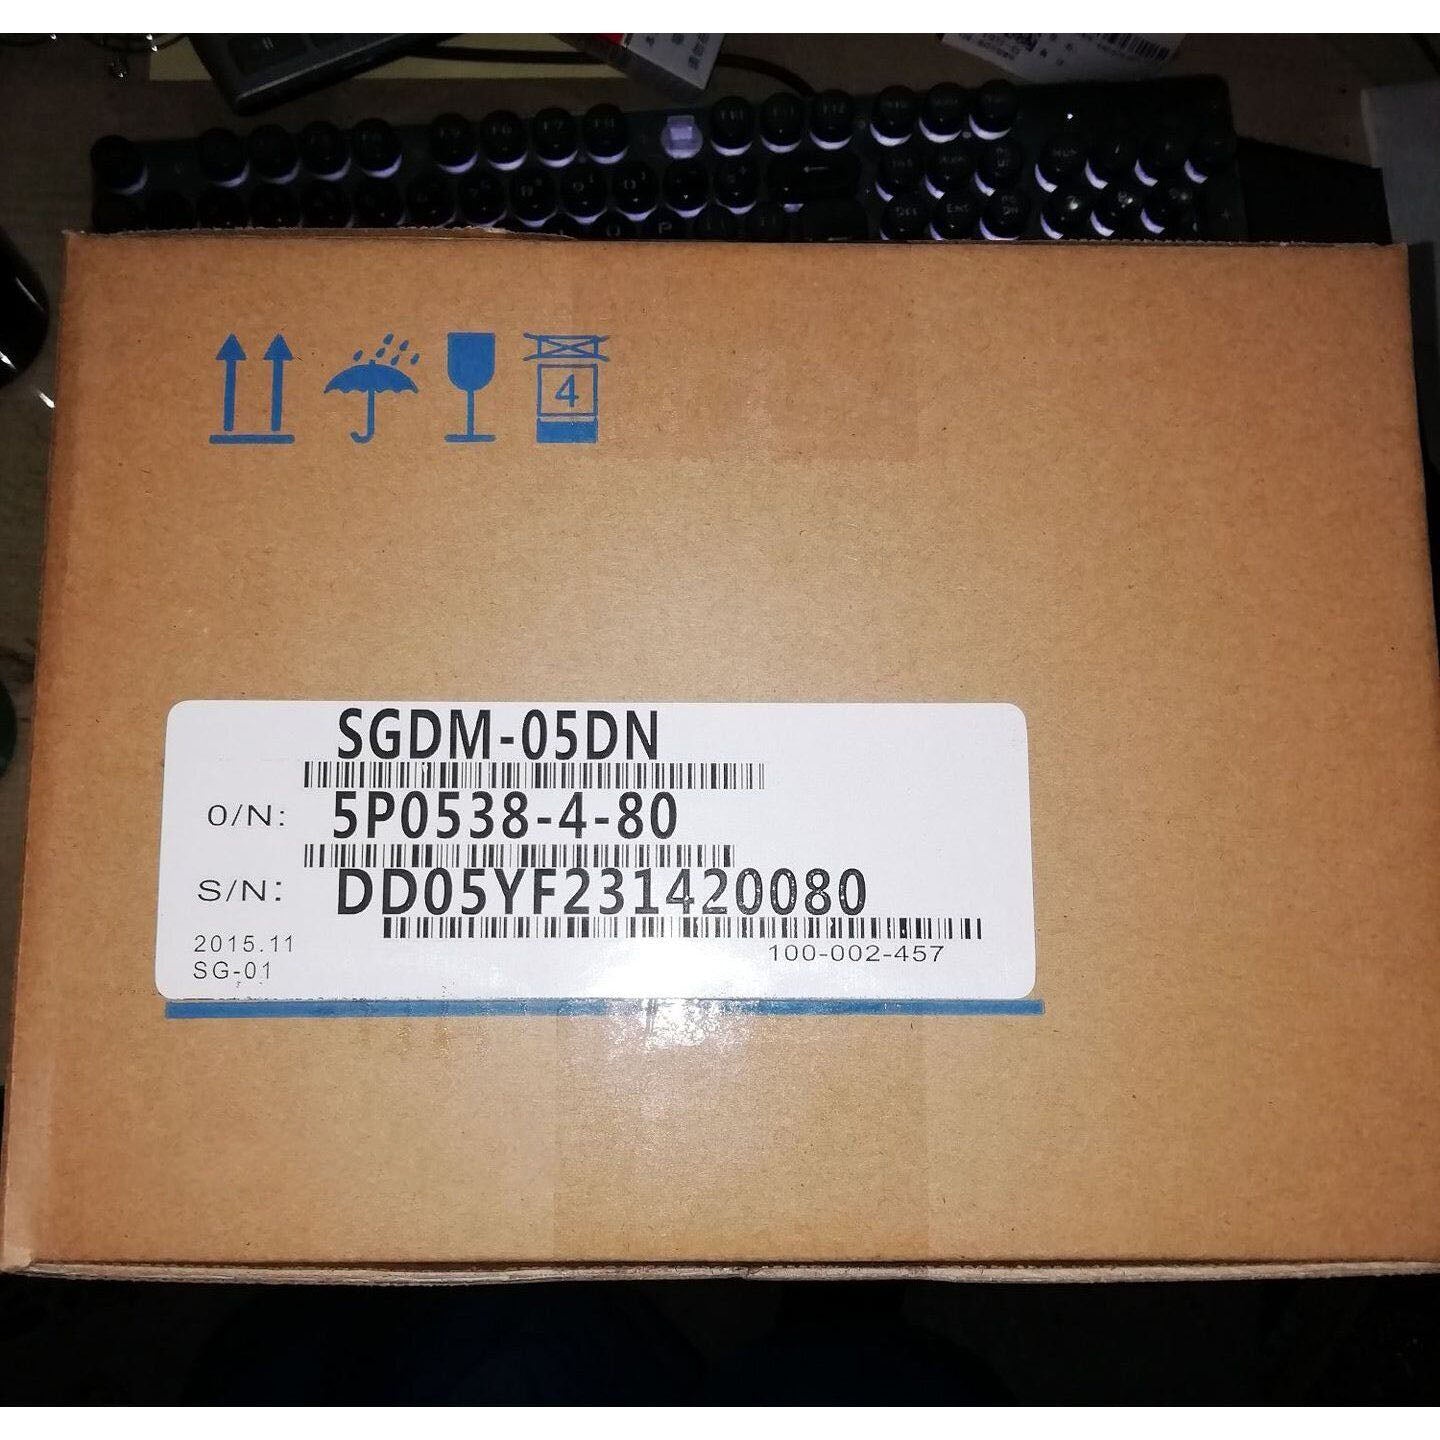 4
SGDM-05DN
O/N: 5P0538-4-80
S/N: DD05YF231420080
2015.11
100-002-457
SG-01